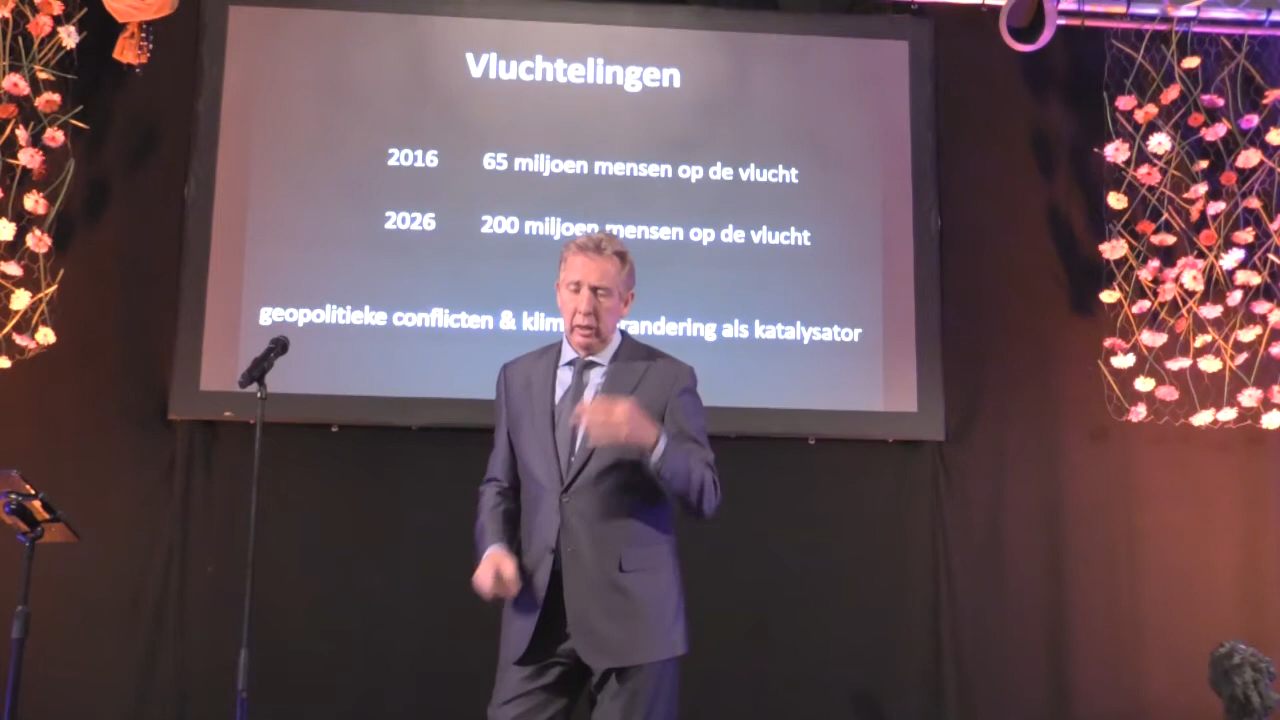 Vluchtelingen
2016 65 miljoen mensen op de vlucht
2026 200 miljoen mensen op de vlucht
geopolitieke conflicten & als katalysator